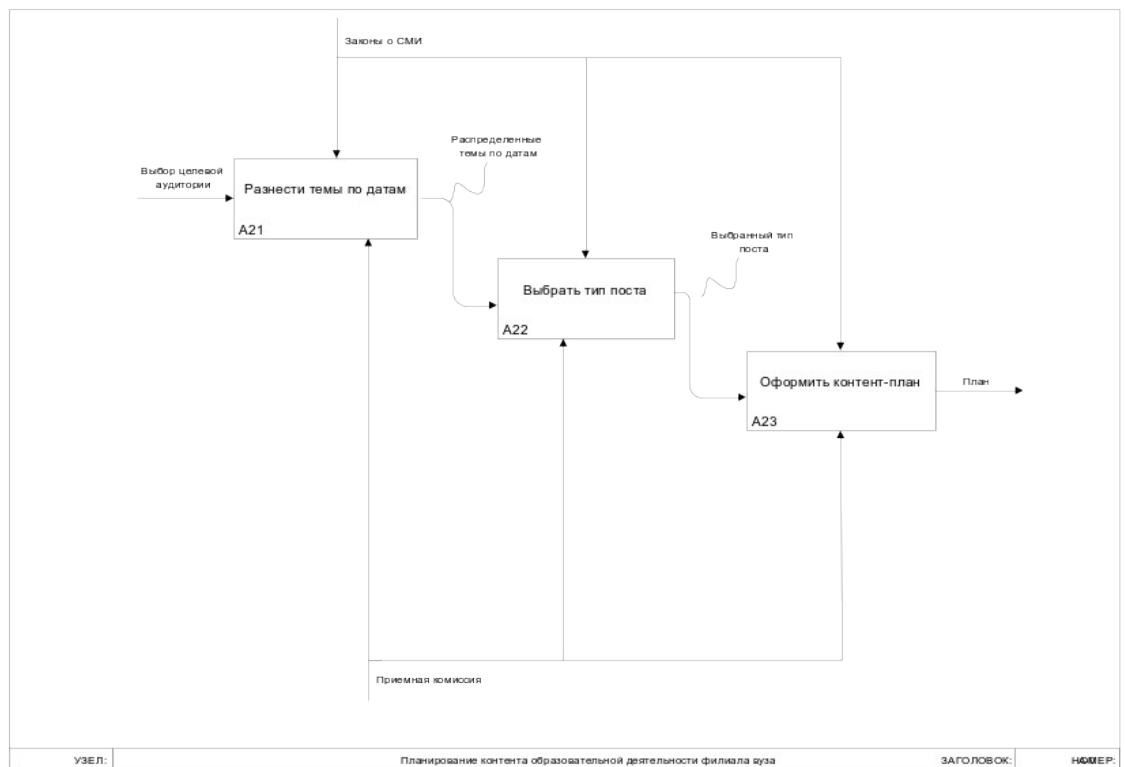 Законы о СМИ
Распределенные
темы по датам
Выбор целевой
аудитории
Разнести темы по датам
A21
Выбранный тип
поста
Выбрать тип поста
A22
Оформить контент-план
A23
План
Приемная комиссия
УЗЕЛ: Планирование контента образовательной деятельности филиала вуза ЗАГОЛОВОК: НОМЕР: